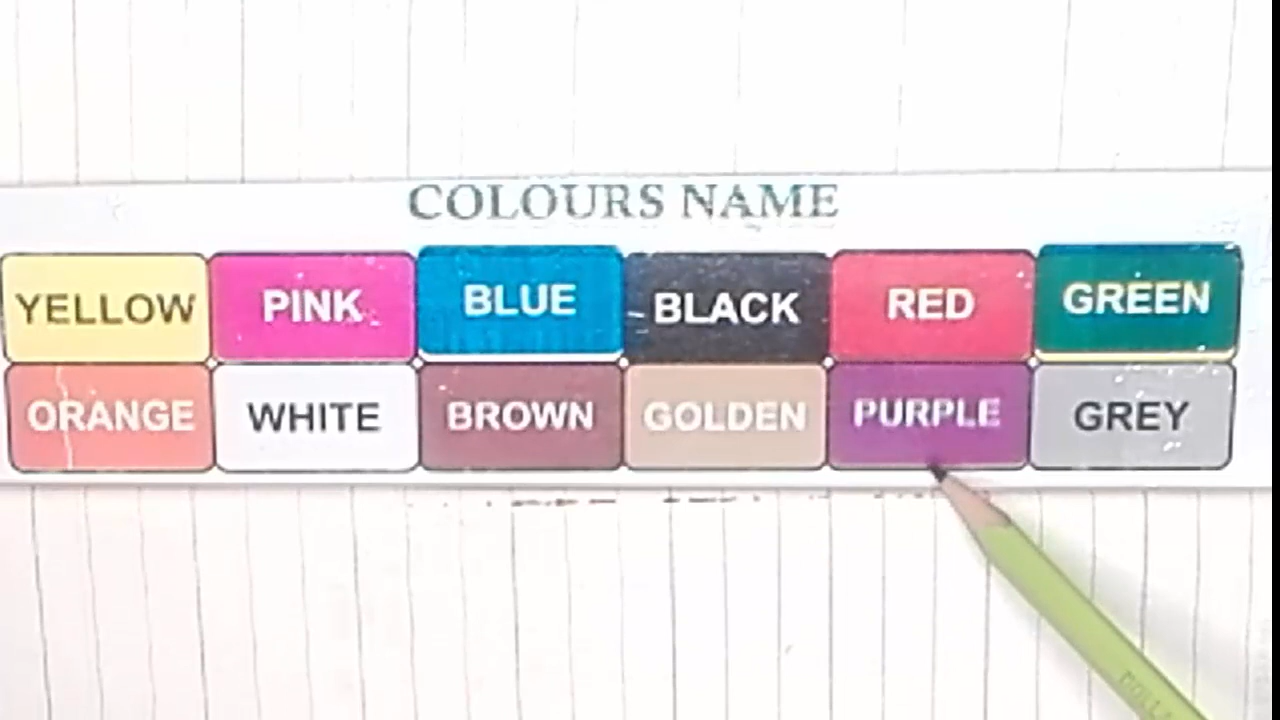 COLOURS NAME
YELLOW PINK BLUE BLACK RED GREEN
ORANGE WHITE BROWN GOLDEN PURPLE GREY